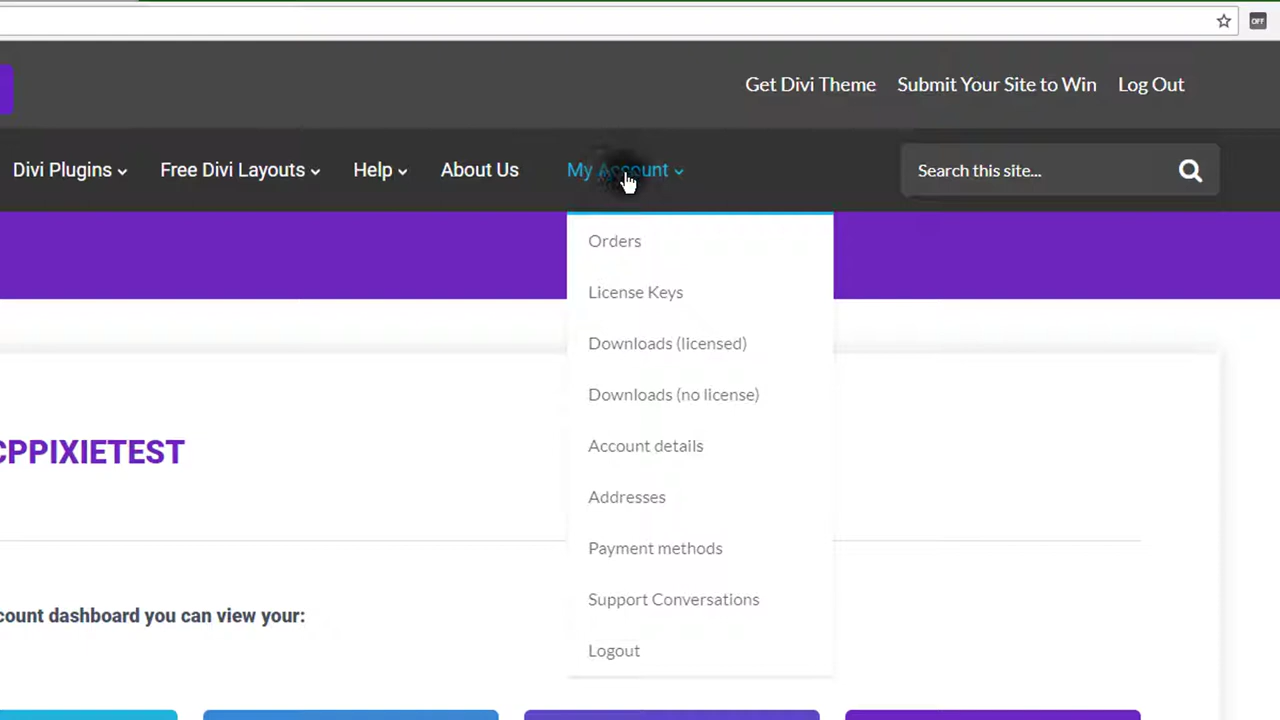 OFF
Get Divi Theme Submit Your Site to Win Log Out
Divi Plugins Free Divi Layouts Help About Us My Account Search this site...
Orders
License Keys
Downloads (licensed)
Downloads (no license)
Account details
CPPIXIETEST
Addresses
Payment methods
Support Conversations
count dashboard you can view your:
Logout